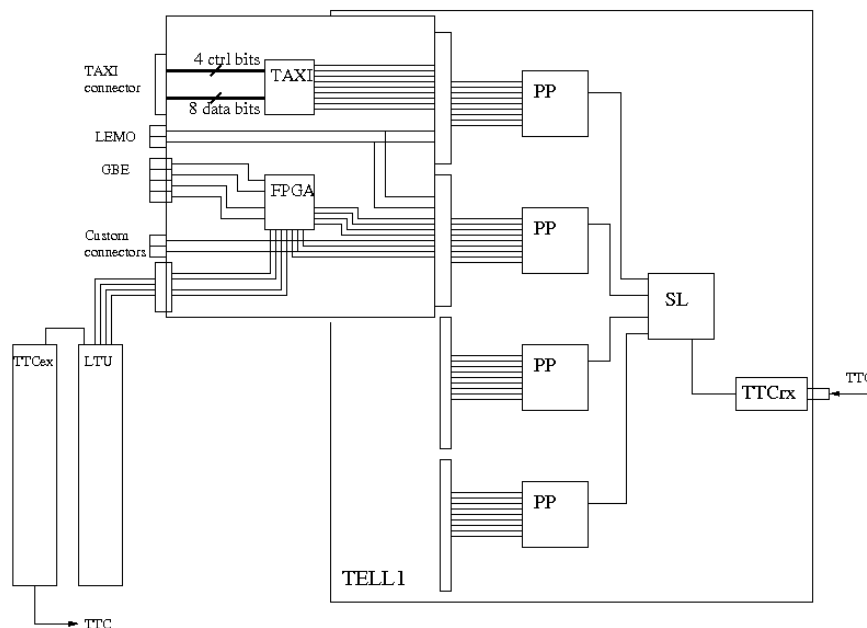 4 ctrl bits
TAXI
connector
TAXI
8 data bits
PP
LEMO
GBE
FPGA
PP
Custom
connectors
SL
TTCex
LTU
PP
TTCrx
TTC
PP
TELL1
TTC